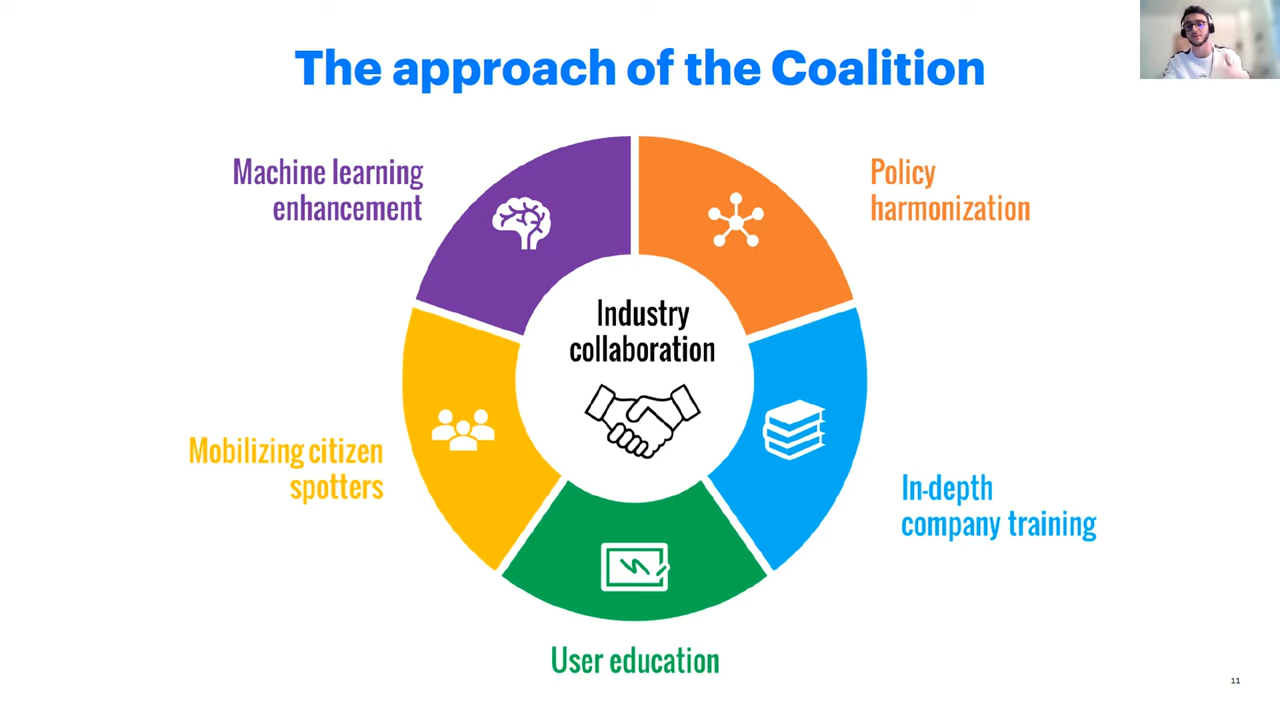 The approach of the Coalition
Machine learning
enhancement
Policy
harmonization
Industry
collaboration
Mobilizing citizen
spotters
In-depth
company training
User education
11